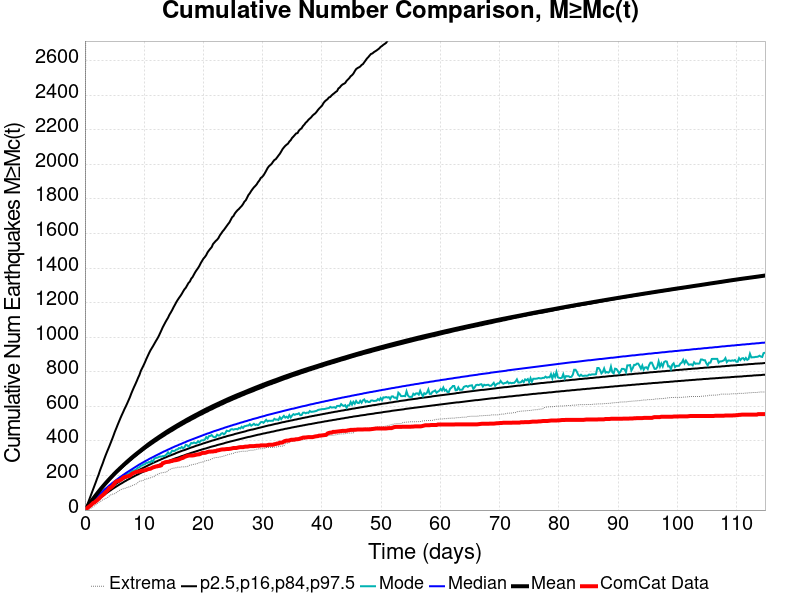 Cumulative Number Comparison, M≥Mc(t)
Cumulative Num Earthquakes M≥Mc(t)
2600
2400
2200
2000
1800
1600
1400
1200
1000
800
600
400
200
0
0 10 20 30 40 50 60 70 80 90 100 110
Time (days)
Extrema p2.5,p16,p84,p97.5 Mode Median Mean ComCat Data